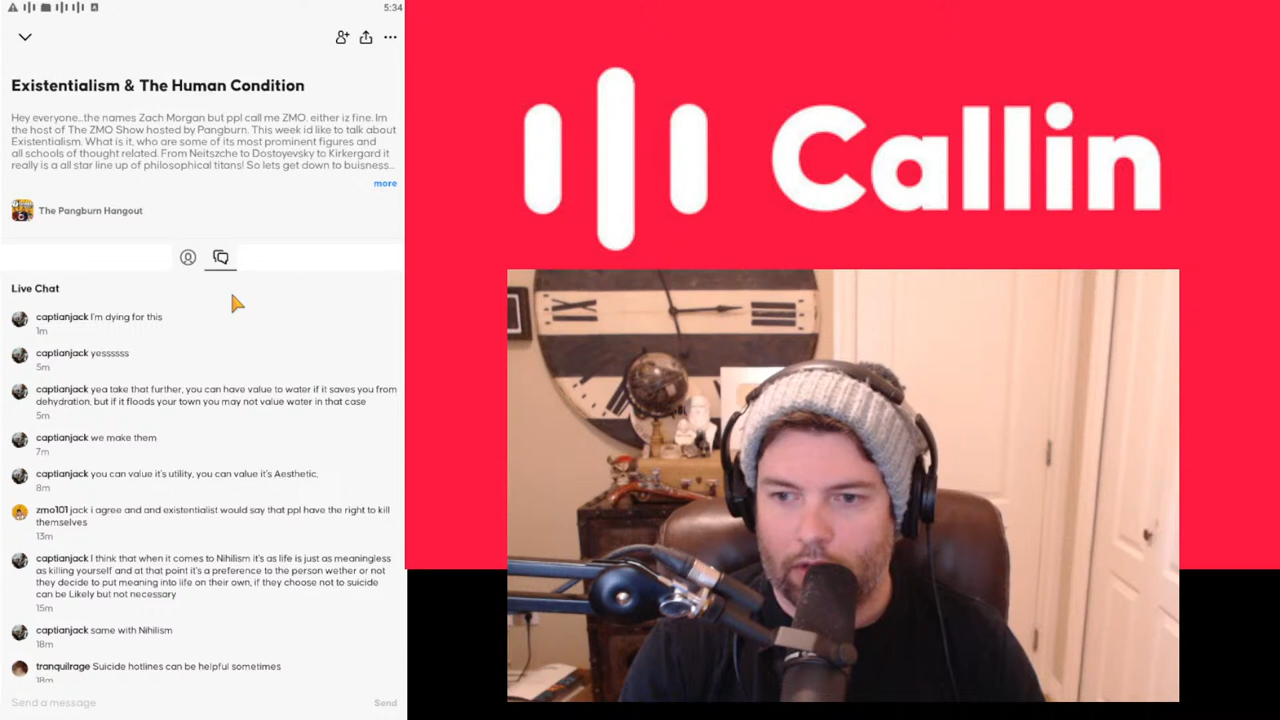 5:34
Existentialism & The Human Condition
Hey everyone...the names Zach Morgan but ppl call me ZMO, either iz fine. Im
the host of The ZMO Show hosted by Pangburn. This week id like to talk about
Existentialism. What is it, who are some of its most prominent figures and
all schools of thought related. From Neitszche to Dostoyevsky to Kirkergard it
really is a all star line up of philosophical titans! So lets get down to buisness...
more
The Pangburn Hangout
Live Chat
captianjack I'm dying for this
1m
captianjack yessssss
5m
captianjack yea take that further, you can have value to water if it saves you from
dehydration, but if it floods your town you may not value water in that case
5m
captianjack we make them
7m
captianjack you can value it's utility, you can value it's Aesthetic,
8m
zmo101 jack i agree and and existentialist would say that ppl have the right to kill
themselves
13m
captianjack I think that when it comes to Nihilism it's as life is just as meaningless
as killing yourself and at that point it's a preference to the person wether or not
they decide to put meaning into life on their own, if they choose not to suicide
can be Likely but not necessary
15m
captianjack same with Nihilism
18m
tranquilrage Suicide hotlines can be helpful sometimes
18m
Send a message
Send
Callin